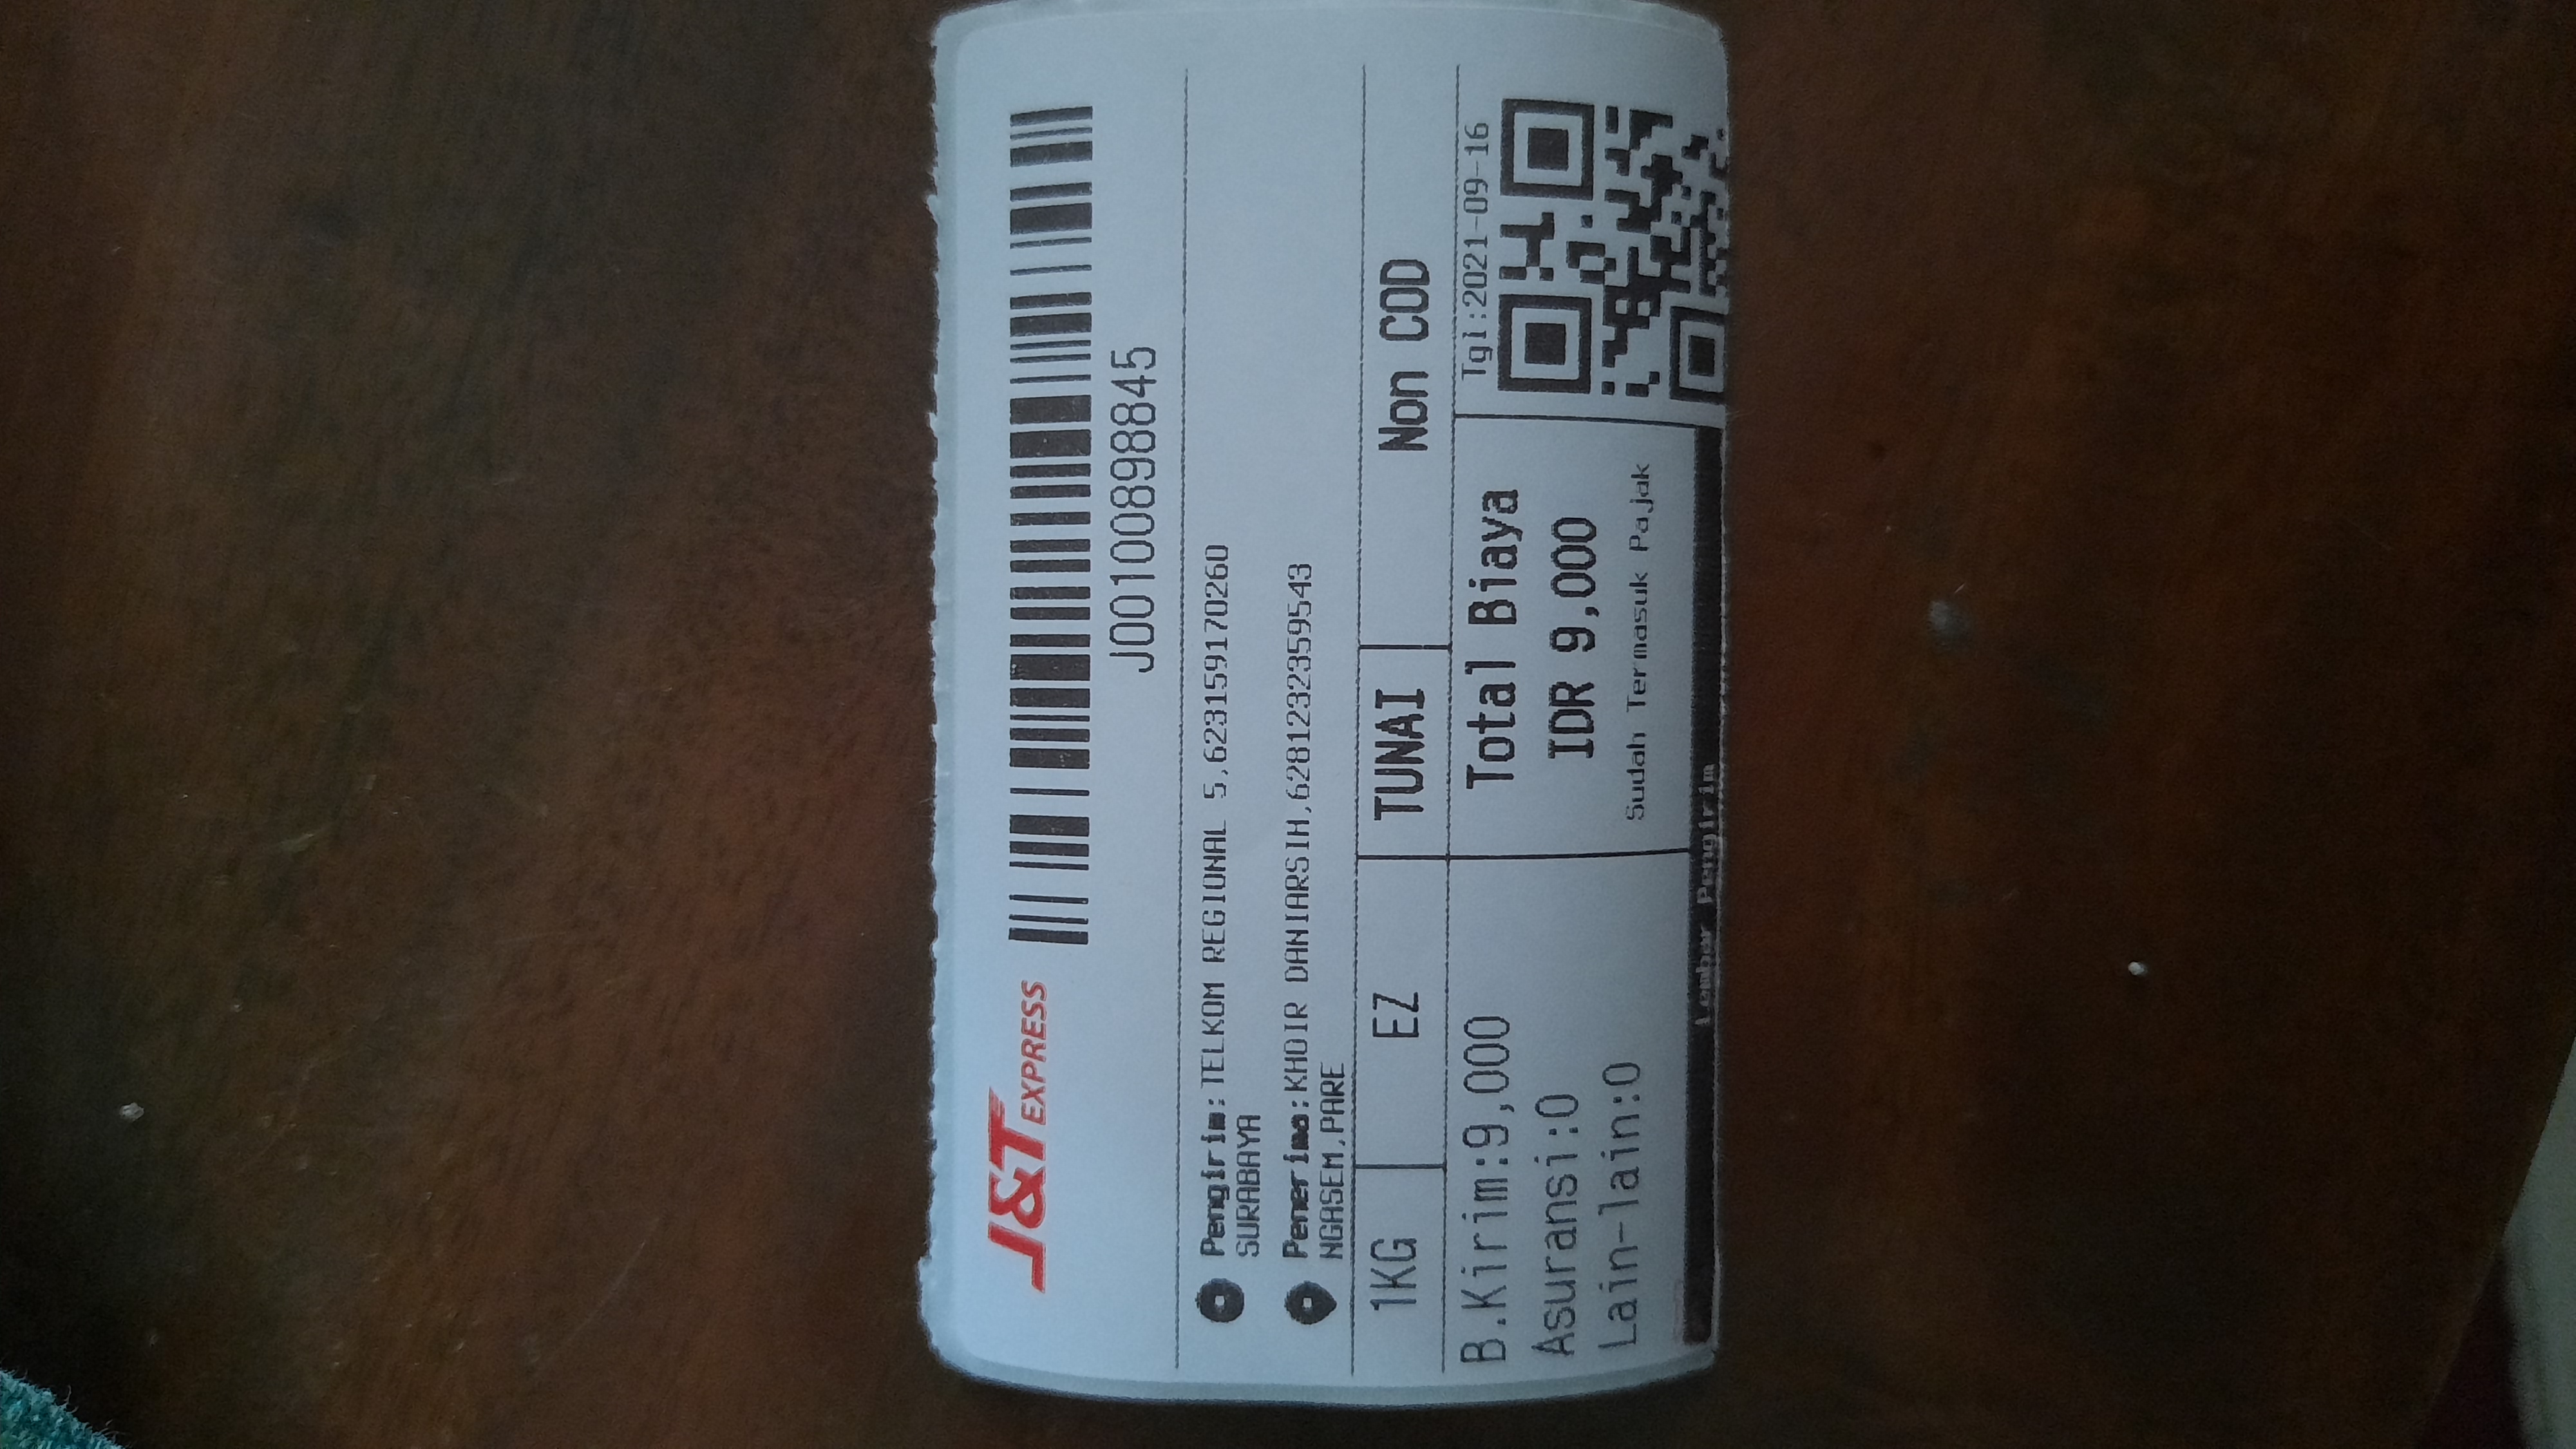 J&T EXPRESS
J00100898845
Pengirim:TELKOM REGIONAL 5,623159170260
SURABAYA
Penerima:KHOIR DANIARSIH,6281232359543
NGASEM,PARE
1KG EZ TUNAI Non COD
B.Kirim:9,000
Asuransi:0
Lain-lain:0
Total Biaya
IDR 9,000
Sudah Termasuk Pajak
Tgl:2021-09-16
Lembar Pengirim